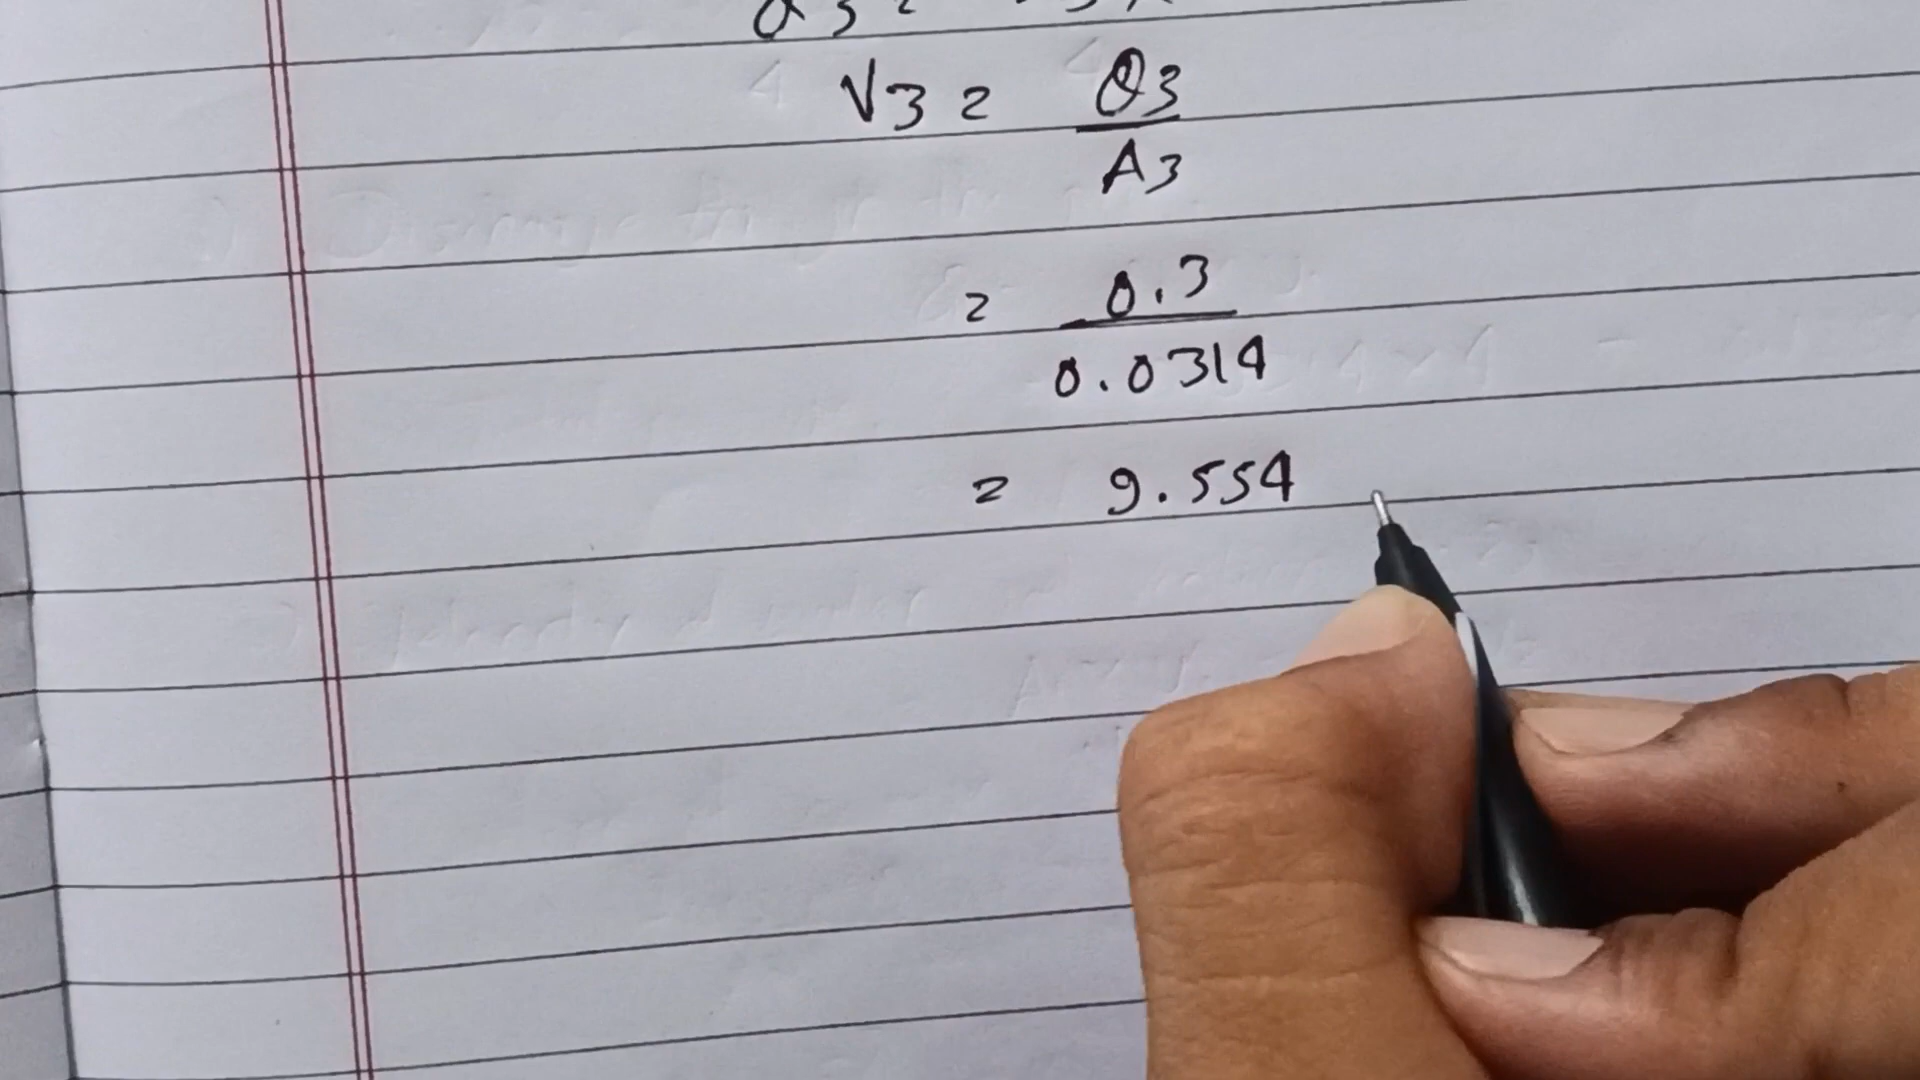 V3 = Q3
A3
= 0.3
0.0314
= 9.554